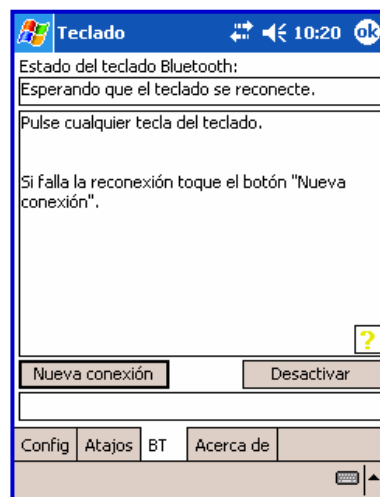 Teclado 10:20 ok
Estado del teclado Bluetooth:
Esperando que el teclado se reconecte.
Pulse cualquier tecla del teclado.
Si falla la reconexión toque el botón "Nueva
conexión".
?
Nueva conexión Desactivar
Config Atajos BT Acerca de